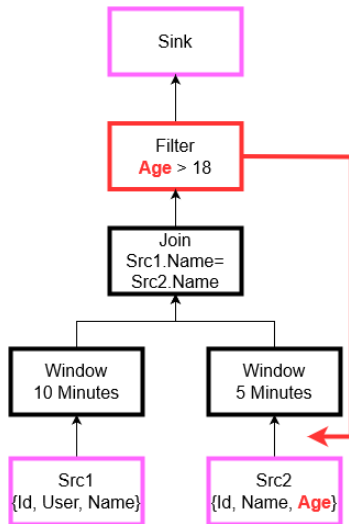 Sink
Filter
Age > 18
Join
Src1.Name=
Src2.Name
Window
10 Minutes
Window
5 Minutes
Src1
{Id, User, Name}
Src2
{Id, Name, Age}